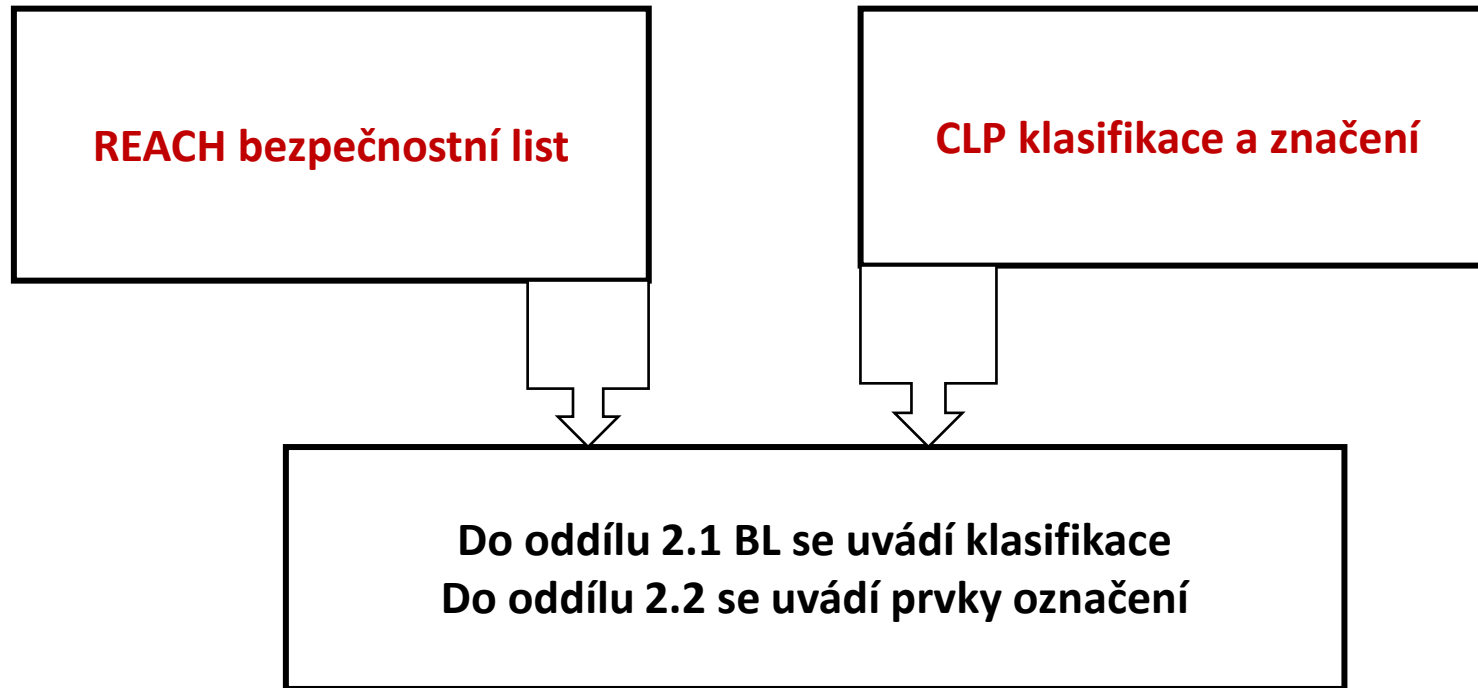 REACH bezpečnostní list
CLP klasifikace a značení
Do oddílu 2.1 BL se uvádí klasifikace
Do oddílu 2.2 se uvádí prvky označení